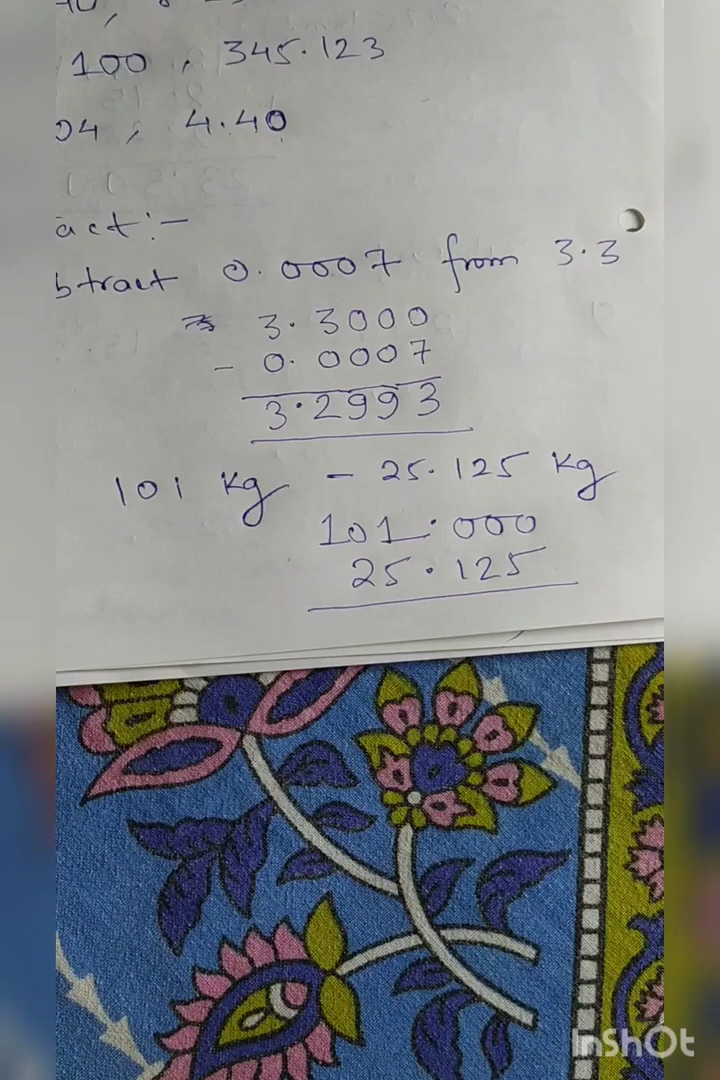 100, 345.123
04, 4.40
act:-
btract 0.0007 from 3.3
3.3000
- 0.0007
3.2993
101 kg - 25.125 kg
101.000
25.125
InShOt